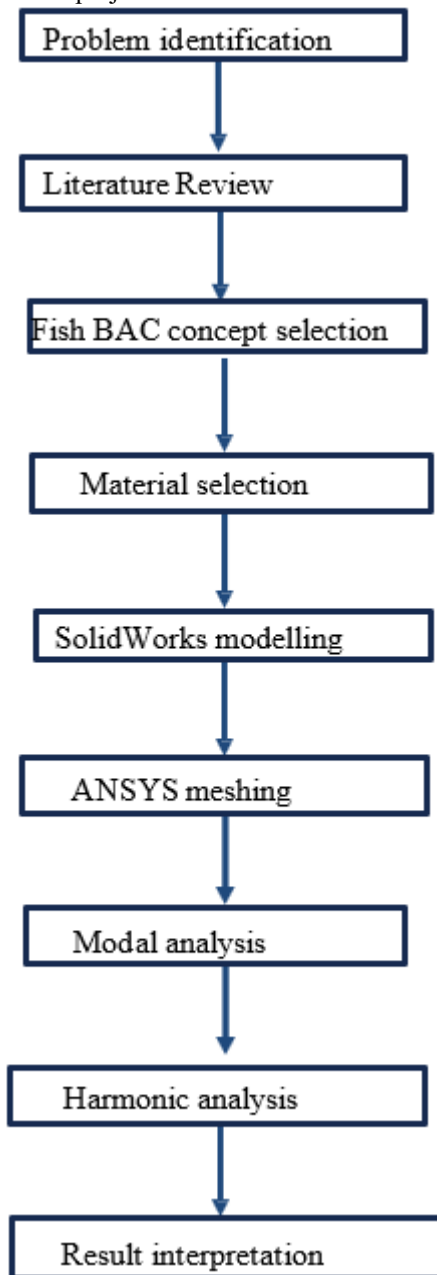 Problem identification
Literature Review
Fish BAC concept selection
Material selection
SolidWorks modelling
ANSYS meshing
Modal analysis
Harmonic analysis
Result interpretation